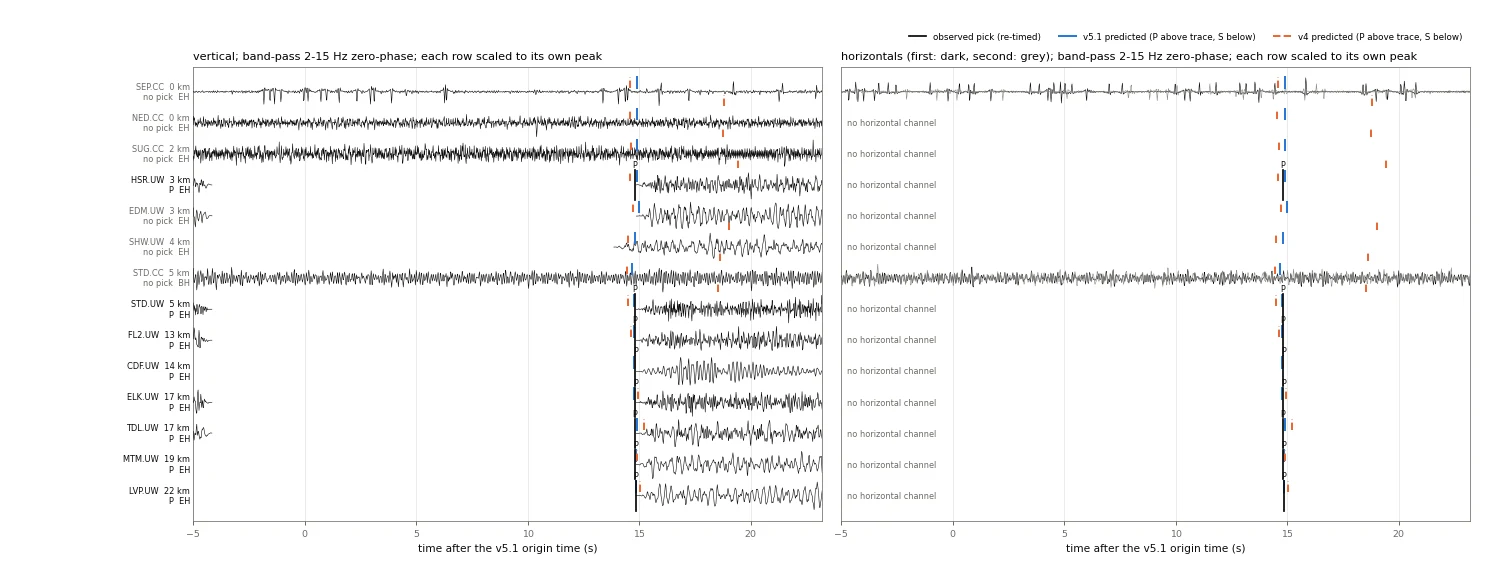 observed pick (re-timed)
v5.1 predicted (P above trace, S below)
v4 predicted (P above trace, S below)
vertical; band-pass 2-15 Hz zero-phase; each row scaled to its own peak
horizontals (first: dark, second: grey); band-pass 2-15 Hz zero-phase; each row scaled to its own peak
SEP.CC 0 km
no pick EH
NED.CC 0 km
no pick EH
no horizontal channel
SUG.CC 2 km
no pick EH
no horizontal channel
P
P
HSR.UW 3 km
P EH
no horizontal channel
EDM.UW 3 km
no pick EH
no horizontal channel
SHW.UW 4 km
no pick EH
no horizontal channel
STD.CC 5 km
no pick BH
P
P
STD.UW 5 km
P EH
no horizontal channel
P
P
FL2.UW 13 km
P EH
no horizontal channel
P
P
CDF.UW 14 km
P EH
no horizontal channel
P
P
ELK.UW 17 km
P EH
no horizontal channel
P
P
TDL.UW 17 km
P EH
no horizontal channel
P
P
MTM.UW 19 km
P EH
no horizontal channel
P
P
LVP.UW 22 km
P EH
no horizontal channel
−5 0 5 10 15 20
−5 0 5 10 15 20
time after the v5.1 origin time (s)
time after the v5.1 origin time (s)